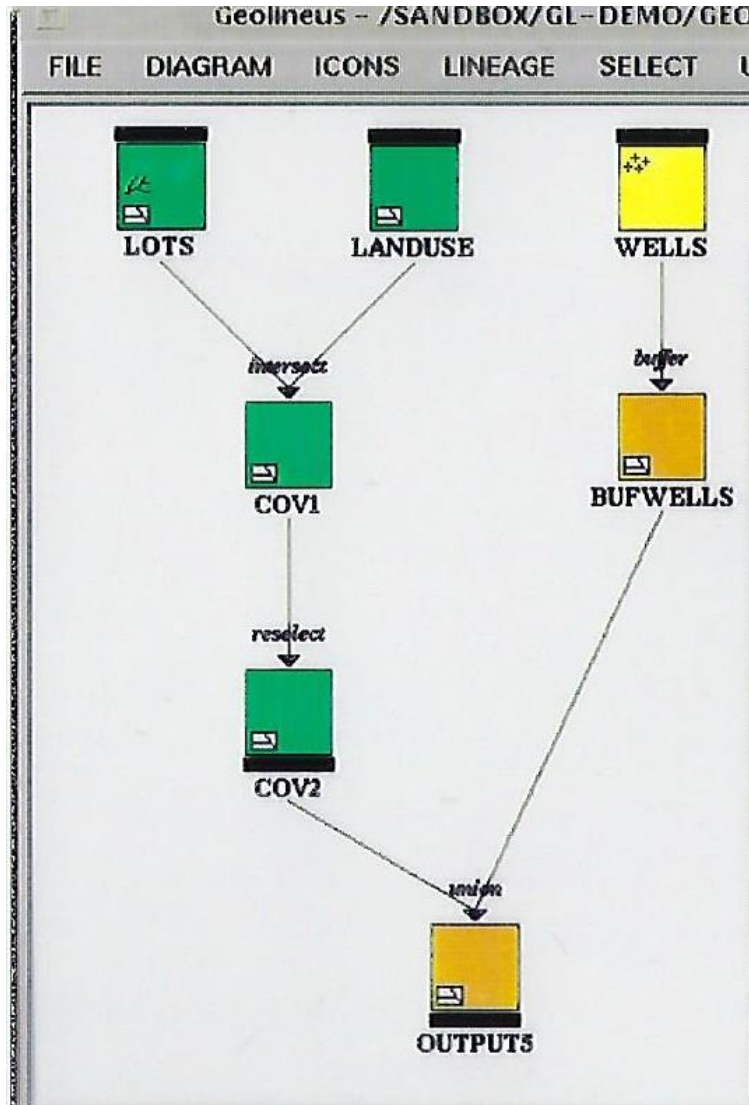 Geolineus - /SANDBOX/GL-DEMO/GEO
FILE DIAGRAM ICONS LINEAGE SELECT
LOTS LANDUSE WELLS
intersect buffer
COV1 BUFWELLS
reselect
COV2
union
OUTPUT5